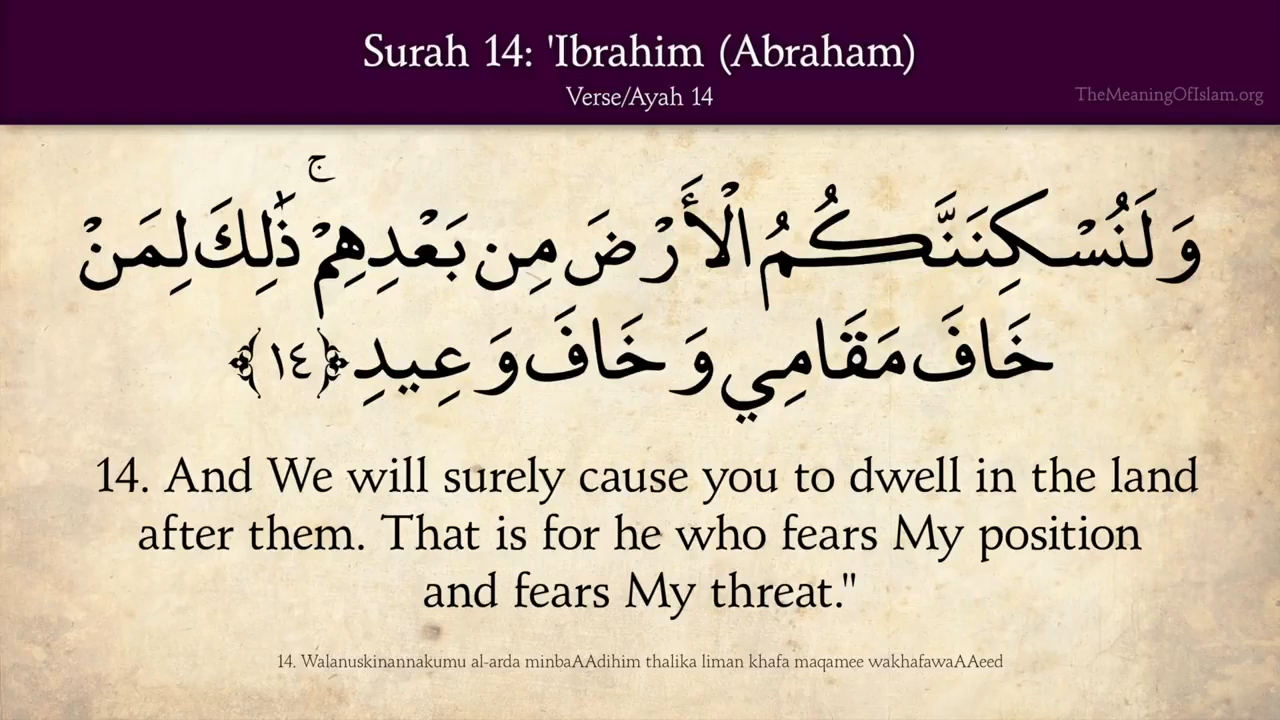 Surah 14: 'Ibrahim (Abraham)
Verse/Ayah 14
TheMeaningOfIslam.org
وَلَنُسْكِنَنَّكُمُ الْأَرْضَ مِن بَعْدِهِمْ ۚ ذَٰلِكَ لِمَنْ
خَافَ مَقَامِي وَخَافَ وَعِيدِ ﴿١٤﴾
14. And We will surely cause you to dwell in the land
after them. That is for he who fears My position
and fears My threat."
14. Walanuskinannakumu al-arda minbaAAdihim thalika liman khafa maqamee wakhafawaAAeed